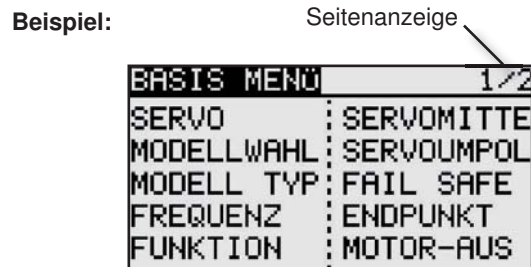 Beispiel:
Seitenanzeige
BASIS MENÜ 1/2
SERVO SERVOMITTE
MODELLWAHL SERVOUMPOL
MODELL TYP FAIL SAFE
FREQUENZ ENDPUNKT
FUNKTION MOTOR-AUS